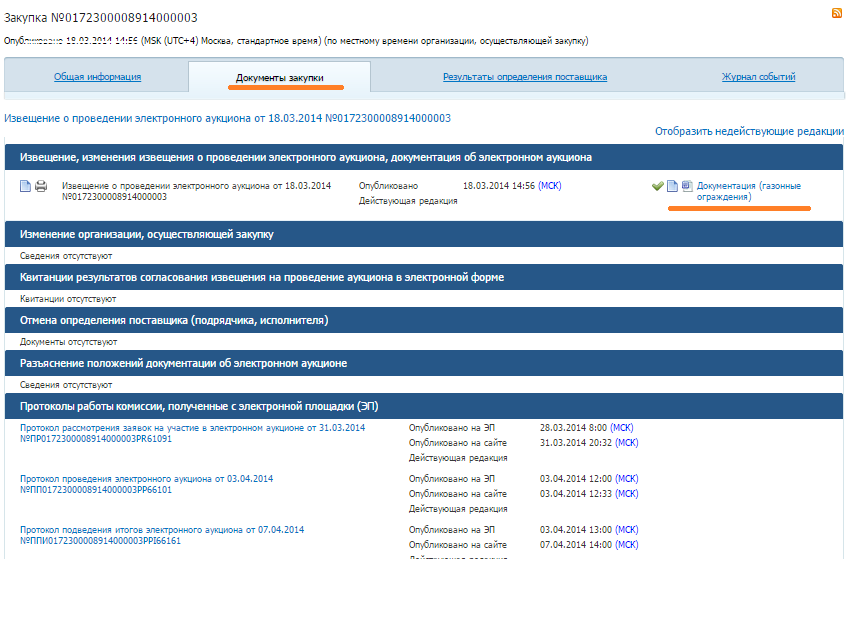 Закупка №0172300008914000003
Опубликовано 18.03.2014 14:56 (MSK (UTC+4) Москва, стандартное время) (по местному времени организации, осуществляющей закупку)
Общая информация
Документы закупки
Результаты определения поставщика
Журнал событий
Извещение о проведении электронного аукциона от 18.03.2014 №0172300008914000003
Отобразить недействующие редакции
Извещение, изменения извещения о проведении электронного аукциона, документация об электронном аукционе
Извещение о проведении электронного аукциона от 18.03.2014
№0172300008914000003
Опубликовано
18.03.2014 14:56 (МСК)
Действующая редакция
Документация (газонные
ограждения)
Изменение организации, осуществляющей закупку
Сведения отсутствуют
Квитанции результатов согласования извещения на проведение аукциона в электронной форме
Квитанции отсутствуют
Отмена определения поставщика (подрядчика, исполнителя)
Документы отсутствуют
Разъяснение положений документации об электронном аукционе
Сведения отсутствуют
Протоколы работы комиссии, полученные с электронной площадки (ЭП)
Протокол рассмотрения заявок на участие в электронном аукционе от 31.03.2014
№ПР0172300008914000003PR61091
Опубликовано на ЭП
28.03.2014 8:00 (МСК)
Опубликовано на сайте
31.03.2014 20:32 (МСК)
Действующая редакция
Протокол проведения электронного аукциона от 03.04.2014
№ПП0172300008914000003PP66101
Опубликовано на ЭП
03.04.2014 12:00 (МСК)
Опубликовано на сайте
03.04.2014 12:33 (МСК)
Действующая редакция
Протокол подведения итогов электронного аукциона от 07.04.2014
№ППИ0172300008914000003PPI66161
Опубликовано на ЭП
03.04.2014 13:00 (МСК)
Опубликовано на сайте
07.04.2014 14:00 (МСК)